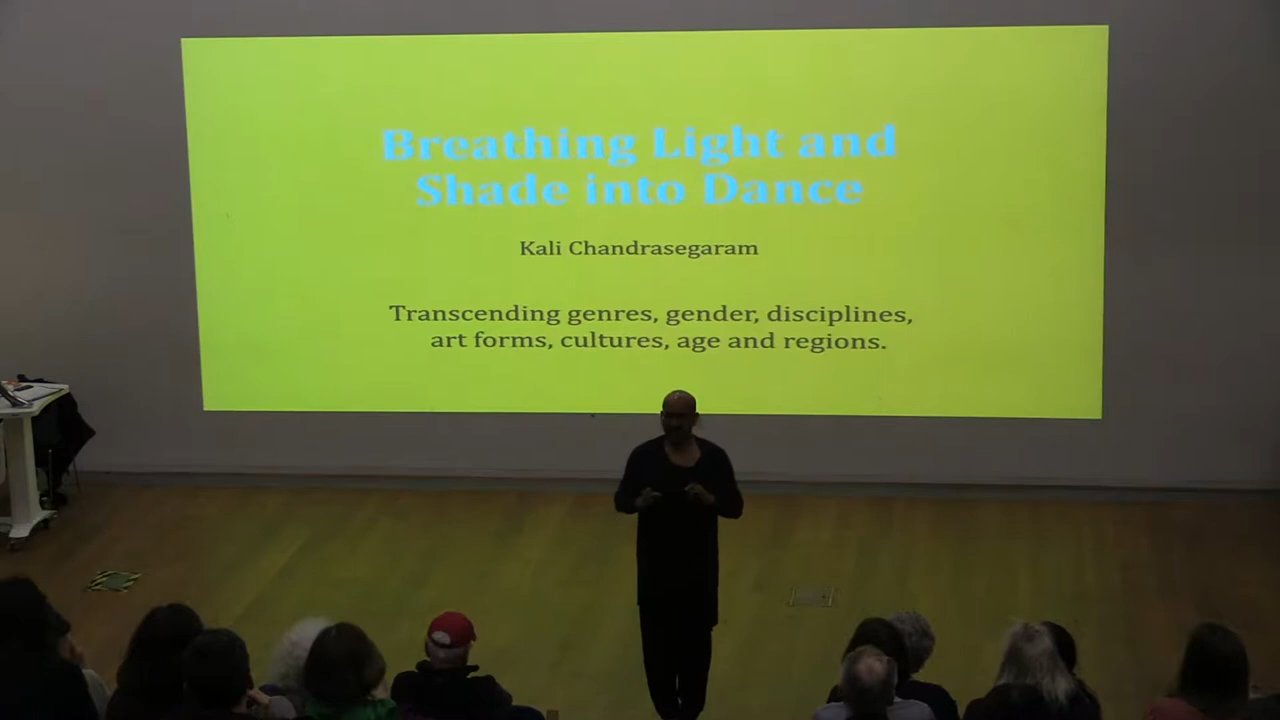 Breathing Light and
Shade into Dance
Kali Chandrasegaram
Transcending genres, gender, disciplines,
art forms, cultures, age and regions.